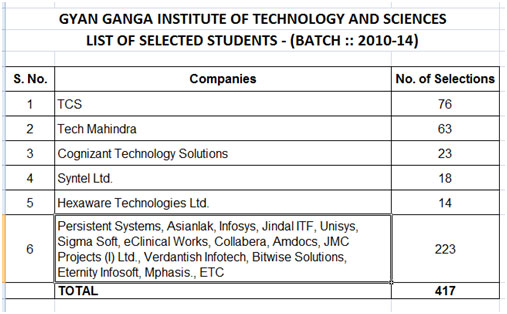 GYAN GANGA INSTITUTE OF TECHNOLOGY AND SCIENCES
LIST OF SELECTED STUDENTS - (BATCH :: 2010-14)
S. No. Companies No. of Selections
1 TCS 76
2 Tech Mahindra 63
3 Cognizant Technology Solutions 23
4 Syntel Ltd. 18
5 Hexaware Technologies Ltd. 14
6 Persistent Systems, Asianlak, Infosys, Jindal ITF, Unisys, 223
Sigma Soft, eClinical Works, Collabera, Amdocs, JMC
Projects (I) Ltd., Verdantish Infotech, Bitwise Solutions,
Eternity Infosoft, Mphasis., ETC
TOTAL 417